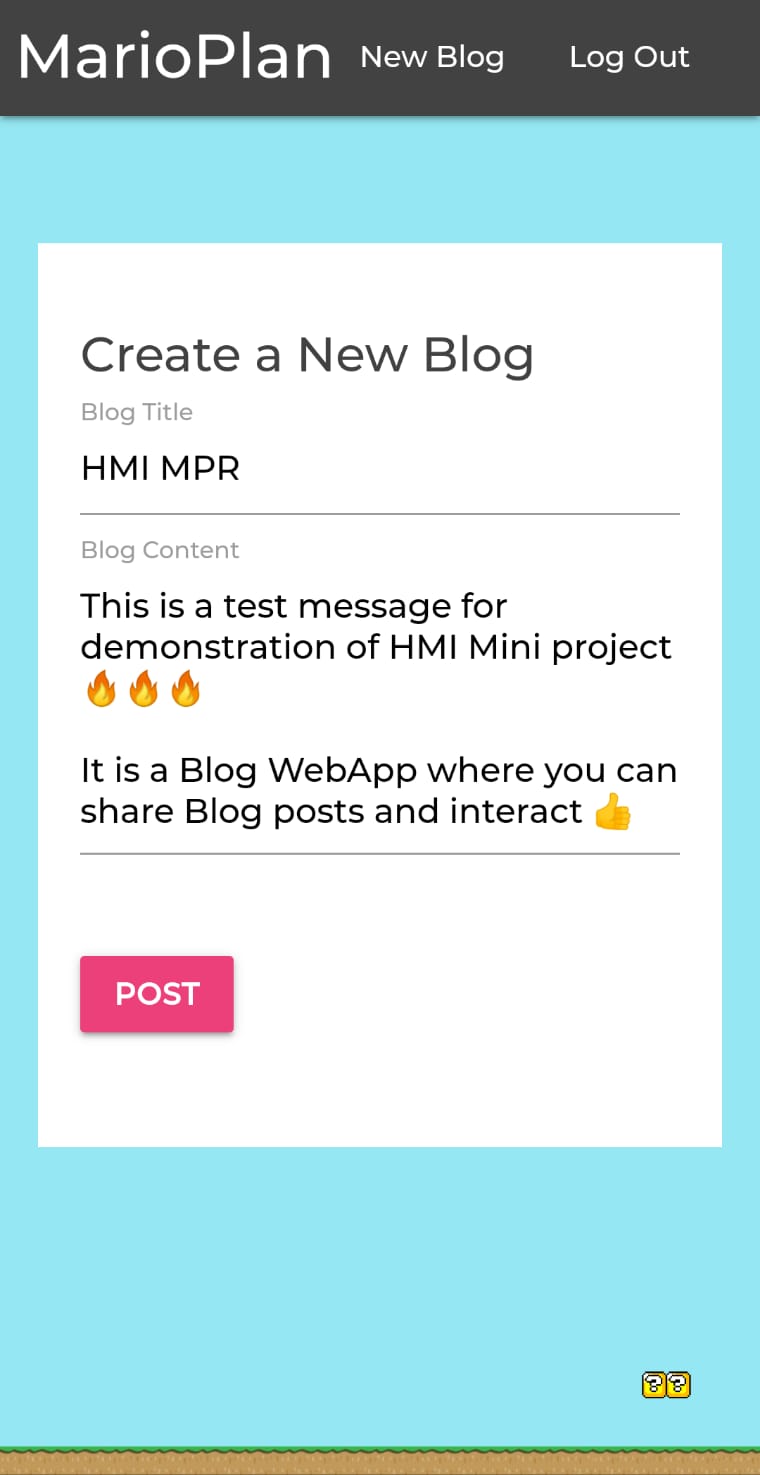 MarioPlan New Blog Log Out
Create a New Blog
Blog Title
HMI MPR
Blog Content
This is a test message for
demonstration of HMI Mini project
🔥🔥🔥
It is a Blog WebApp where you can
share Blog posts and interact 👍
POST
??